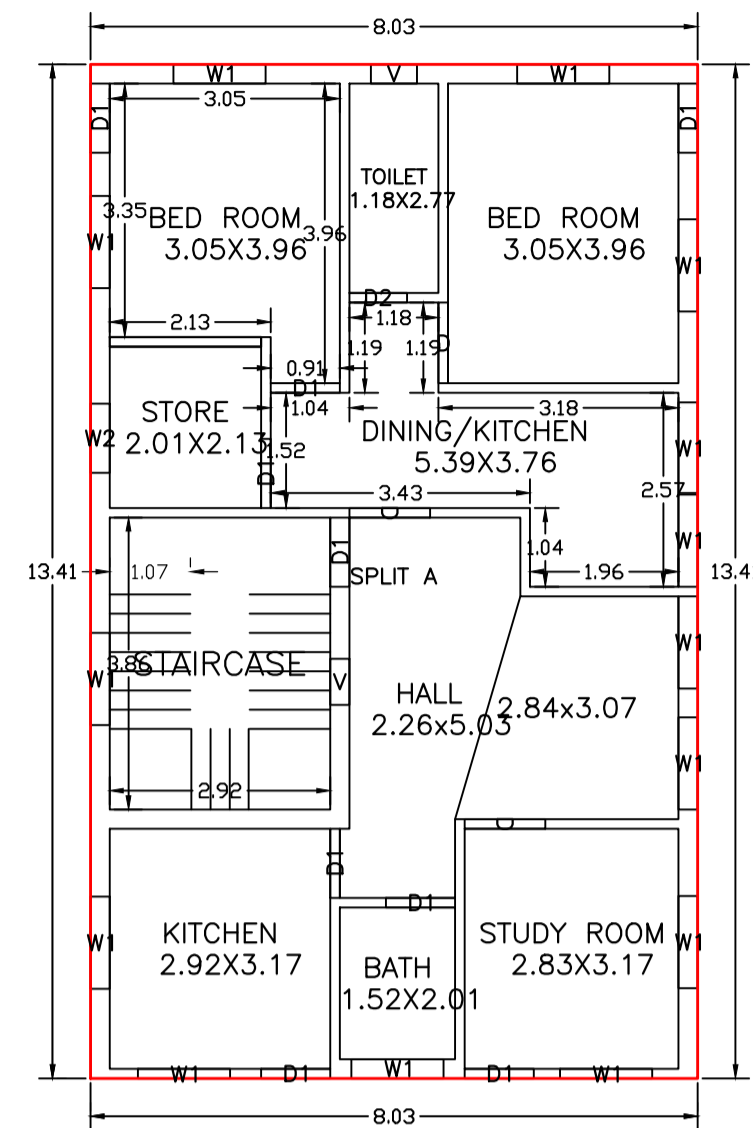 8.03
W1
V
W1
D1
3.05
D1
TOILET
1.18X2.77
3.35
BED ROOM
3.05X3.96
3.96
BED ROOM
3.05X3.96
W1
W1
D2
2.13
1.18
1.19
1.19
D
0.91
D1
1.04
3.18
STORE
2.01X2.13
W2
D1
1.52
DINING/KITCHEN
5.39X3.76
W1
3.43
2.57
O
13.41
1.07
D1
SPLIT A
1.04
1.96
W1
13.4
3.86
STAIRCASE
W1
V
HALL
2.26x5.03
2.84x3.07
W1
W1
2.92
O
D1
D1
KITCHEN
2.92X3.17
W1
BATH
1.52X2.01
STUDY ROOM
2.83X3.17
W1
W1
D1
W1
D1
W1
8.03